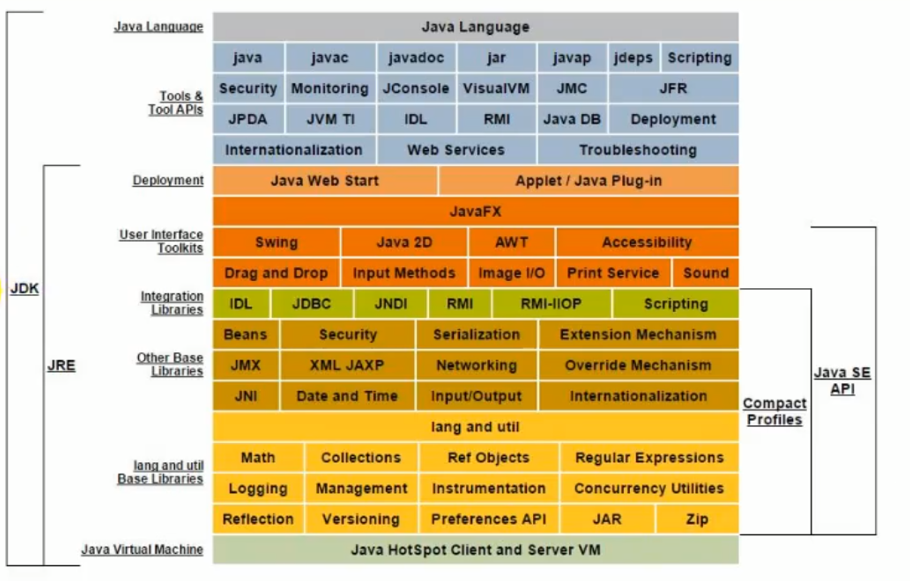 Java Language Java Language
java javac javadoc jar javap jdeps Scripting
Security Monitoring JConsole VisualVM JMC JFR
Tools &
Tool APIs
JPDA JVM TI IDL RMI Java DB Deployment
Internationalization Web Services Troubleshooting
Deployment Java Web Start Applet / Java Plug-in
JavaFX
User Interface
Toolkits
Swing Java 2D AWT Accessibility
Drag and Drop Input Methods Image I/O Print Service Sound
JDK
Integration
Libraries
IDL JDBC JNDI RMI RMI-IIOP Scripting
Beans Security Serialization Extension Mechanism
JRE
Other Base
Libraries
JMX XML JAXP Networking Override Mechanism
Java SE
API
JNI Date and Time Input/Output Internationalization
Compact
Profiles
lang and util
Math Collections Ref Objects Regular Expressions
lang and util
Base Libraries
Logging Management Instrumentation Concurrency Utilities
Reflection Versioning Preferences API JAR Zip
Java Virtual Machine Java HotSpot Client and Server VM